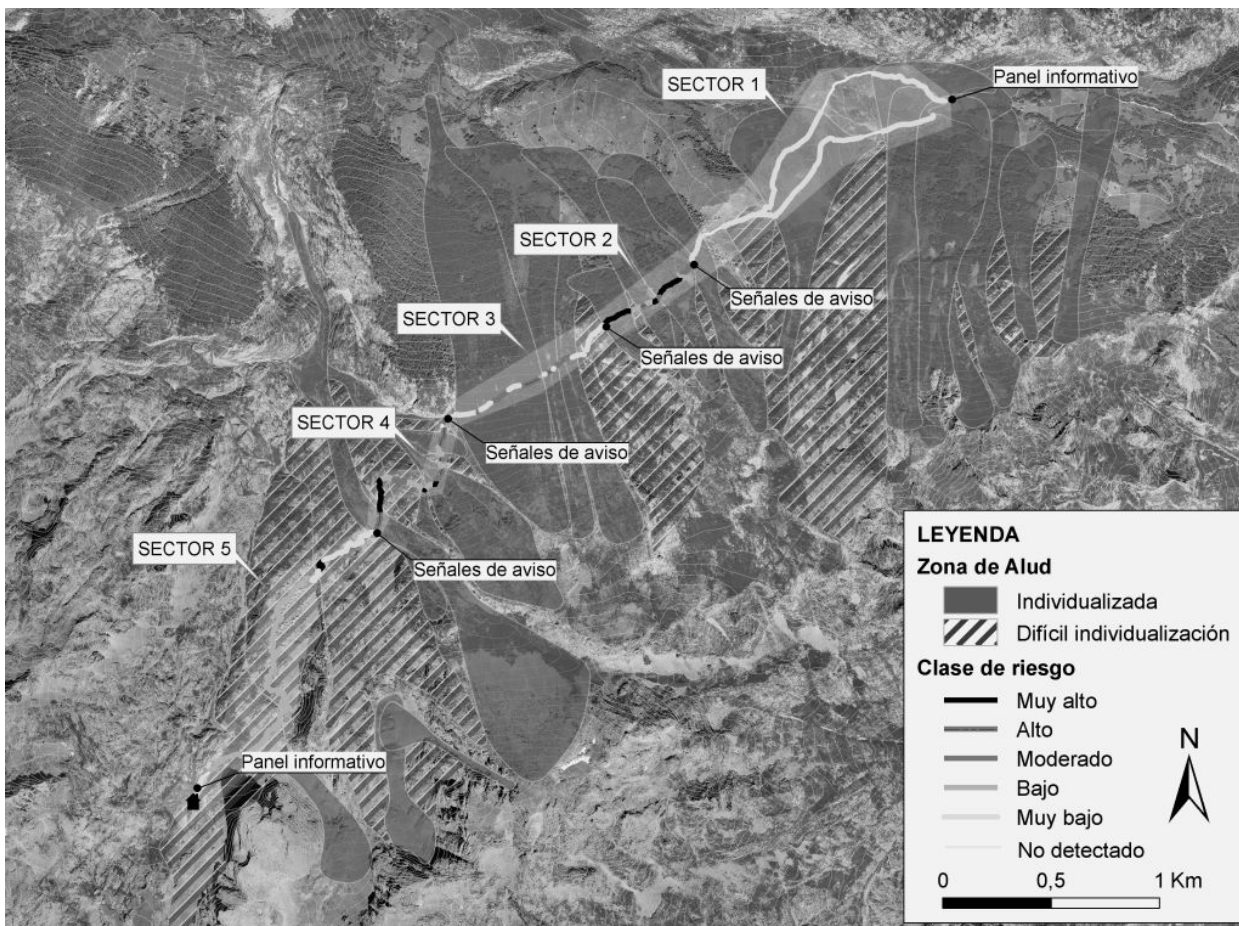 SECTOR 1
Panel informativo
SECTOR 2
Señales de aviso
SECTOR 3
Señales de aviso
SECTOR 4
Señales de aviso
SECTOR 5
Señales de aviso
Panel informativo
LEYENDA
Zona de Alud
Individualizada
Difícil individualización
Clase de riesgo
Muy alto
Alto
Moderado
Bajo
Muy bajo
No detectado
N
0 0,5 1 Km